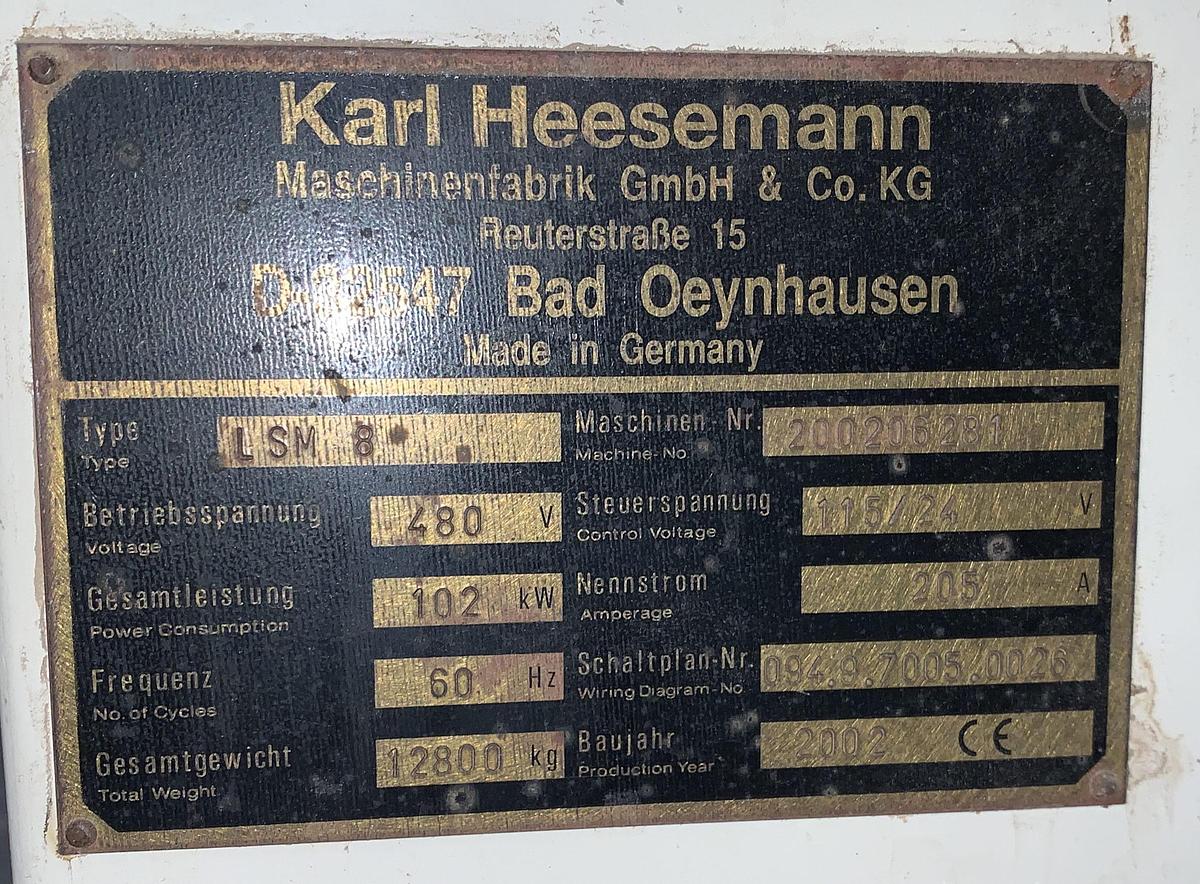 Karl Heesemann
Maschinenfabrik GmbH & Co. KG
Reuterstraße 15
D-32547 Bad Oeynhausen
Made in Germany
Type LSM 8
Type
Maschinen-Nr. 200206281
Machine-No
Betriebsspannung 480 V
Voltage
Steuerspannung 115/24 V
Control Voltage
Gesamtleistung 102 kW
Power Consumption
Nennstrom 205 A
Amperage
Frequenz 60 Hz
No. of Cycles
Schaltplan-Nr. 094.9.7005.0026
Wiring Diagram-No.
Gesamtgewicht 12800 kg
Total Weight
Baujahr 2002 CE
Production Year